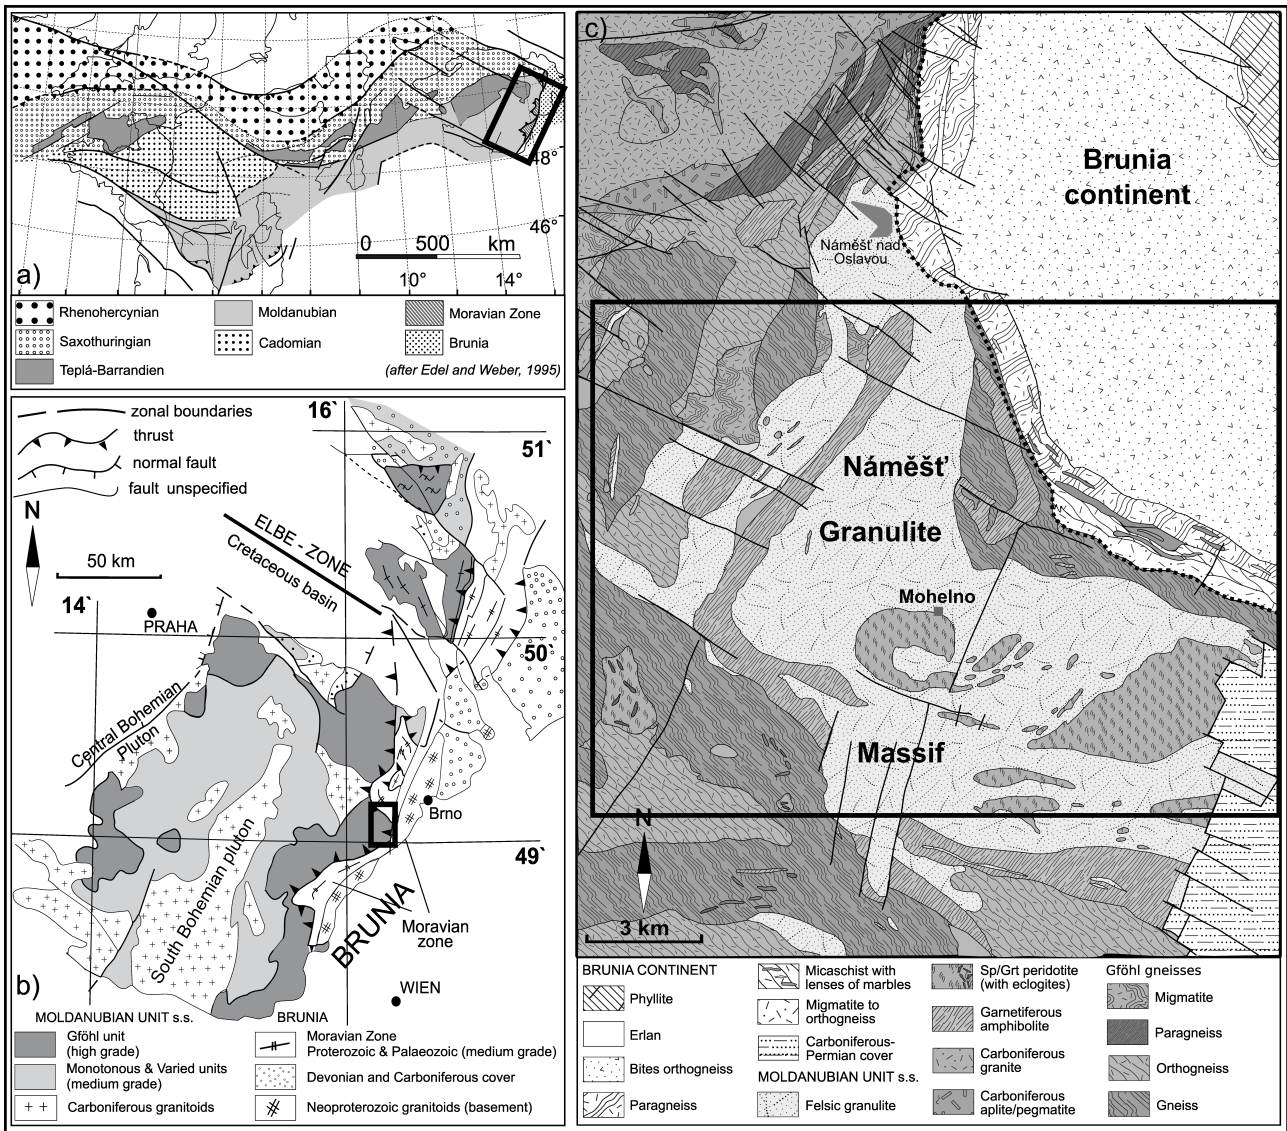 48°
46°
0 500 km
10° 14°
a)
Rhenohercynian
Moldanubian
Moravian Zone
Saxothuringian
Cadomian
Brunia
Teplá-Barrandien
(after Edel and Weber, 1995)
zonal boundaries
thrust
normal fault
fault unspecified
16`
51`
N
50 km
ELBE - ZONE
Cretaceous basin
14`
PRAHA
50`
Central Bohemian
Pluton
Brno
49`
South Bohemian pluton
BRUNIA
Moravian
zone
WIEN
b)
MOLDANUBIAN UNIT s.s.
BRUNIA
Gföhl unit
(high grade)
Moravian Zone
Proterozoic & Palaeozoic (medium grade)
Monotonous & Varied units
(medium grade)
Devonian and Carboniferous cover
Carboniferous granitoids
Neoproterozoic granitoids (basement)
c)
Brunia
continent
Náměšť nad
Oslavou
Náměšť
Granulite
Mohelno
Massif
N
3 km
BRUNIA CONTINENT
Phyllite
Erlan
Bites orthogneiss
Paragneiss
Micaschist with
lenses of marbles
Migmatite to
orthogneiss
Carboniferous-
Permian cover
MOLDANUBIAN UNIT s.s.
Felsic granulite
Sp/Grt peridotite
(with eclogites)
Garnetiferous
amphibolite
Carboniferous
granite
Carboniferous
aplite/pegmatite
Gföhl gneisses
Migmatite
Paragneiss
Orthogneiss
Gneiss